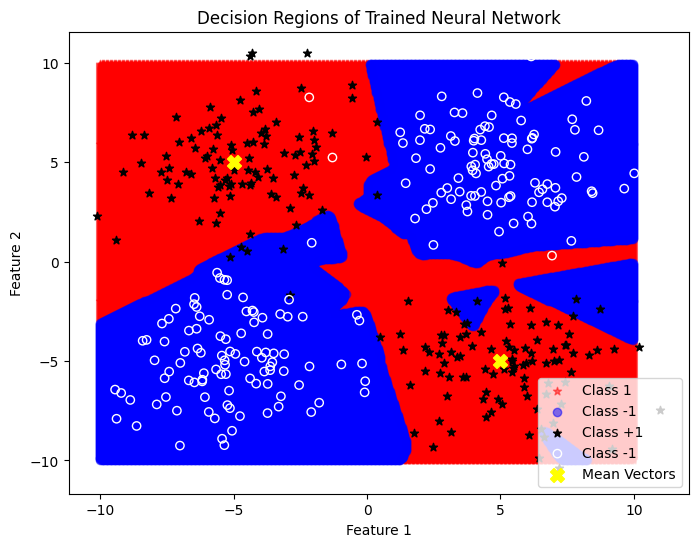 Decision Regions of Trained Neural Network
Feature 2
10
5
0
−5
−10
Class 1
Class -1
Class +1
Class -1
Mean Vectors
−10 −5 0 5 10
Feature 1